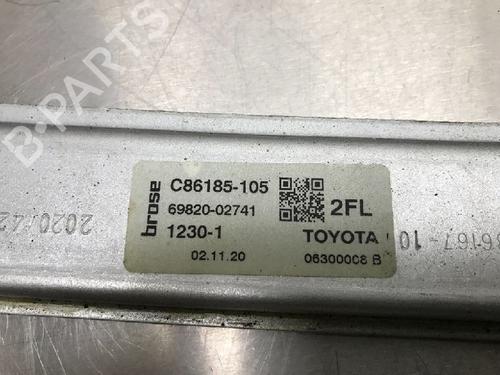 B-PARTS
brose
C86185-105
69820-02741
1230-1
02.11.20
2FL
TOYOTA
06300008 B
2020/42
86167-10